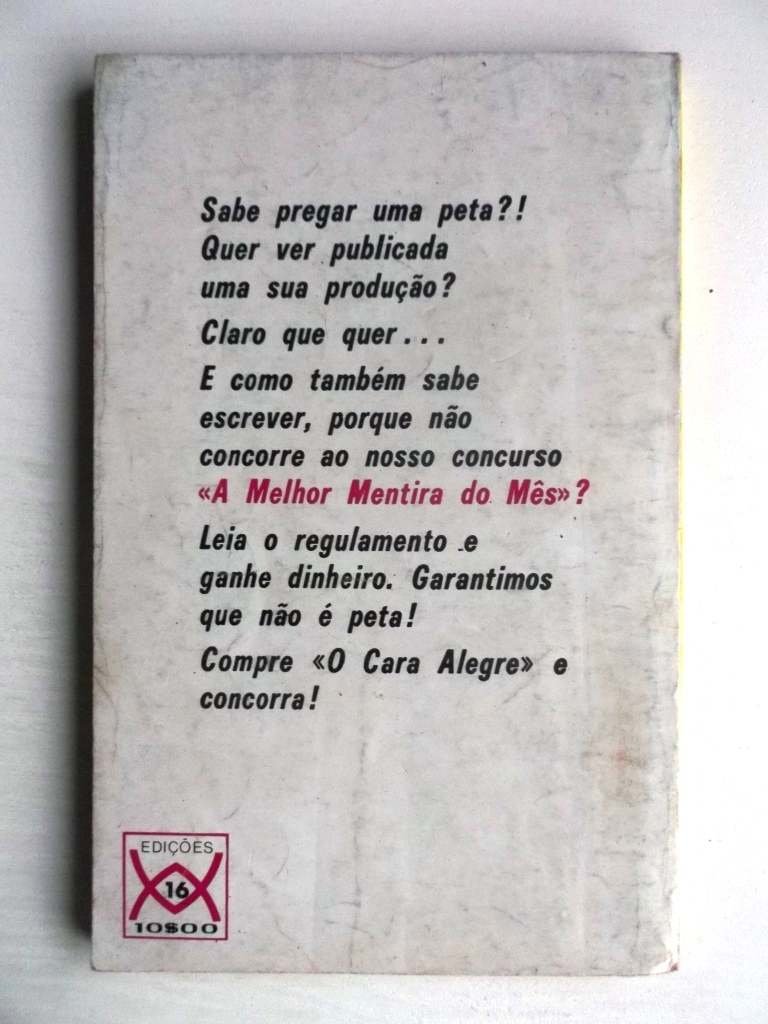 Sabe pregar uma peta?!
Quer ver publicada
uma sua produção?
Claro que quer...
E como também sabe
escrever, porque não
concorre ao nosso concurso
«A Melhor Mentira do Mês»?
Leia o regulamento e
ganhe dinheiro. Garantimos
que não é peta!
Compre «O Cara Alegre» e
concorra!
EDIÇÕES
16
10$00